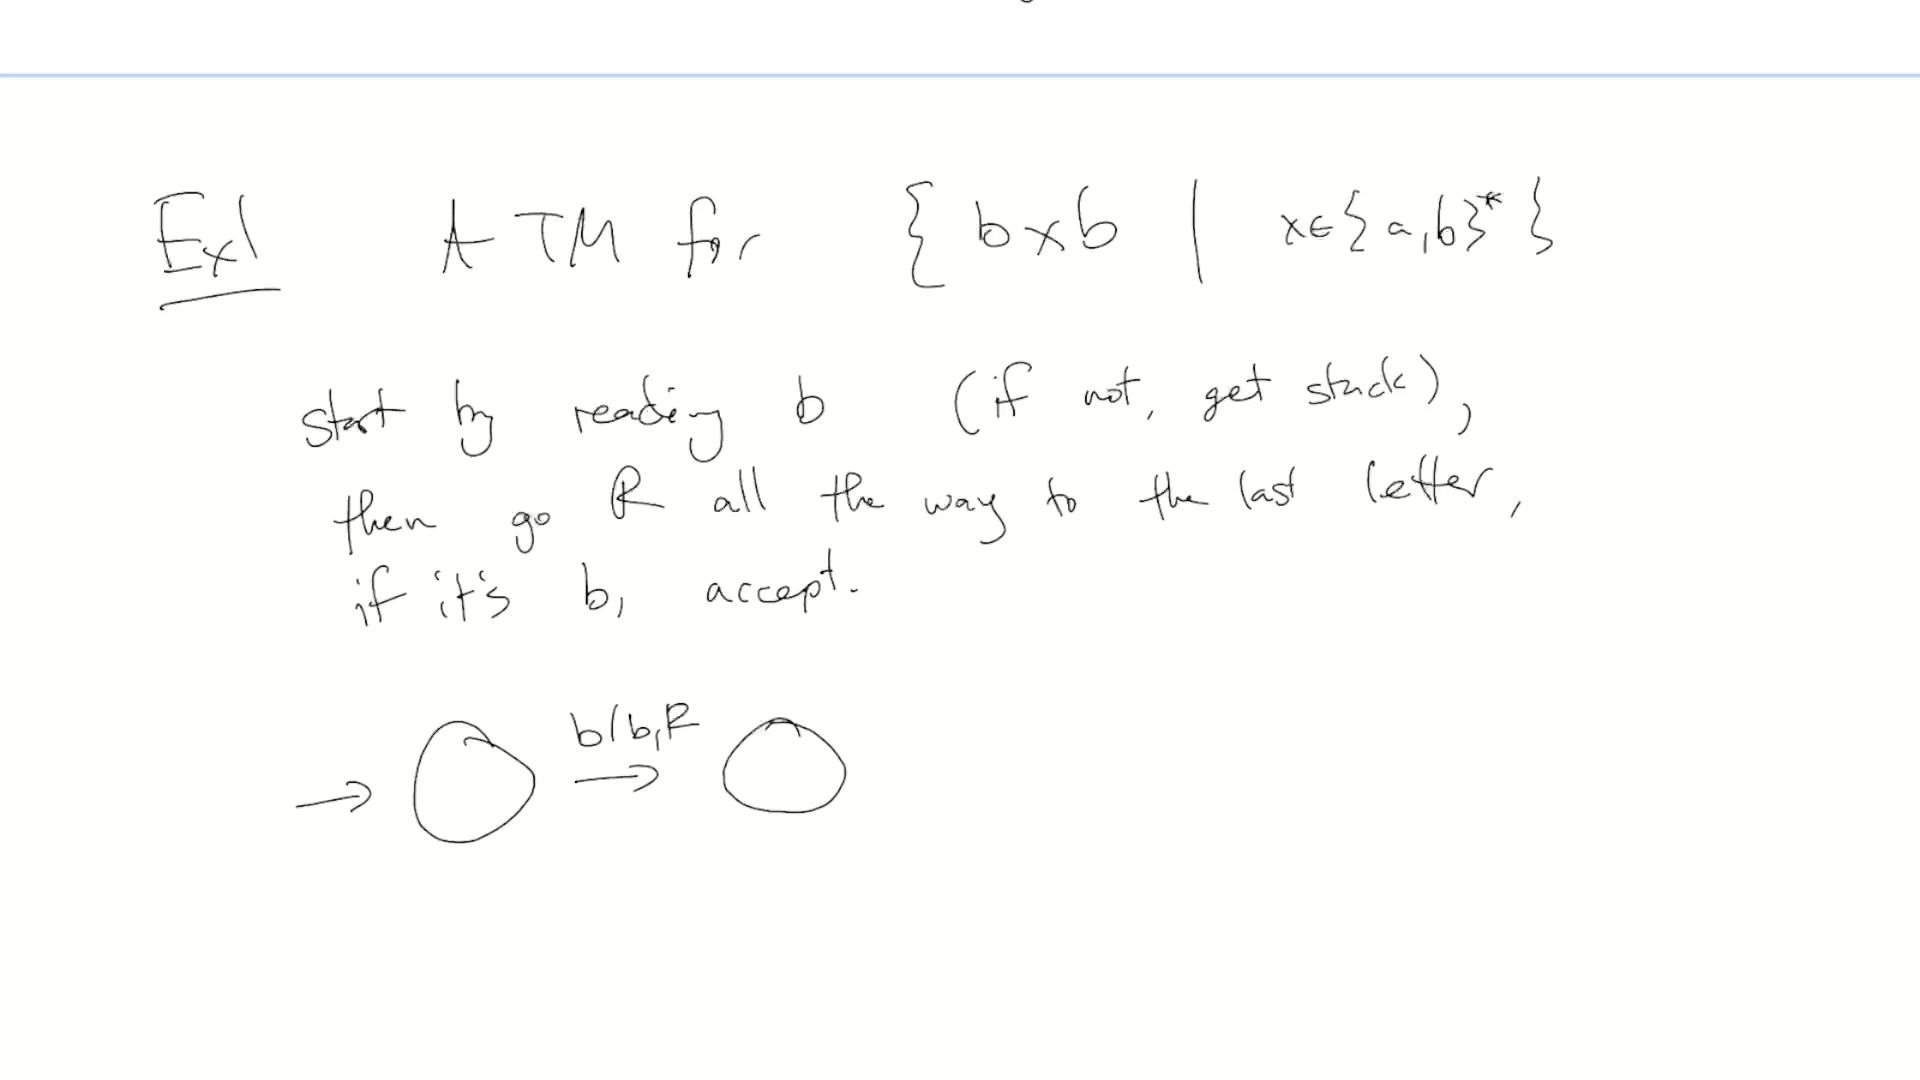 Ex1 A TM for { bxb | x∈{a,b}* }
start by reading b (if not, get stuck),
then go R all the way to the last letter,
if it's b, accept.
→ b/b,R →